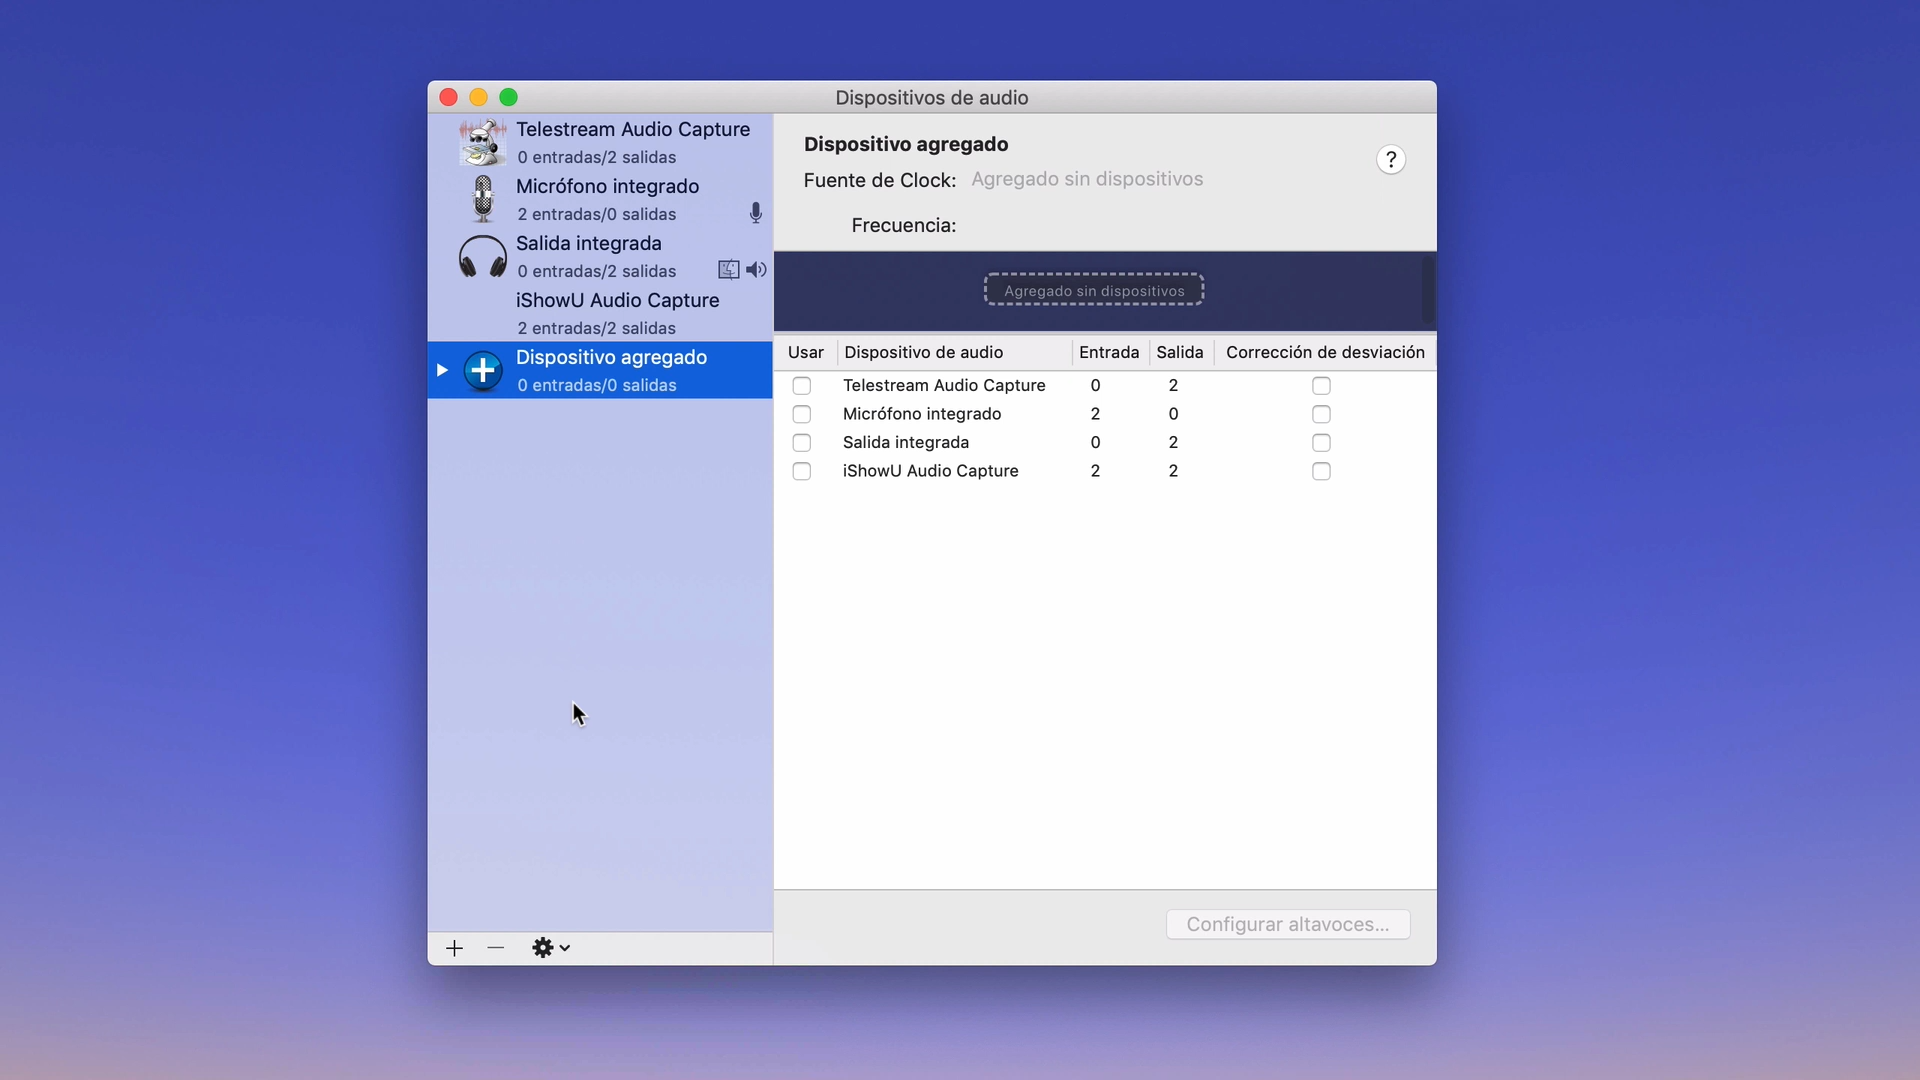 Dispositivos de audio
Telestream Audio Capture
0 entradas/2 salidas
Micrófono integrado
2 entradas/0 salidas
Salida integrada
0 entradas/2 salidas
iShowU Audio Capture
2 entradas/2 salidas
Dispositivo agregado
0 entradas/0 salidas
Dispositivo agregado
?
Fuente de Clock: Agregado sin dispositivos
Frecuencia:
Agregado sin dispositivos
Usar Dispositivo de audio Entrada Salida Corrección de desviación
Telestream Audio Capture 0 2
Micrófono integrado 2 0
Salida integrada 0 2
iShowU Audio Capture 2 2
Configurar altavoces...